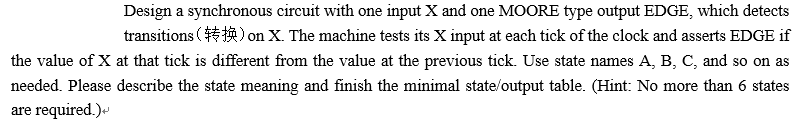 Design a synchronous circuit with one input X and one MOORE type output EDGE, which detects
transitions(转换)on X. The machine tests its X input at each tick of the clock and asserts EDGE if
the value of X at that tick is different from the value at the previous tick. Use state names A, B, C, and so on as
needed. Please describe the state meaning and finish the minimal state/output table. (Hint: No more than 6 states
are required.)↵